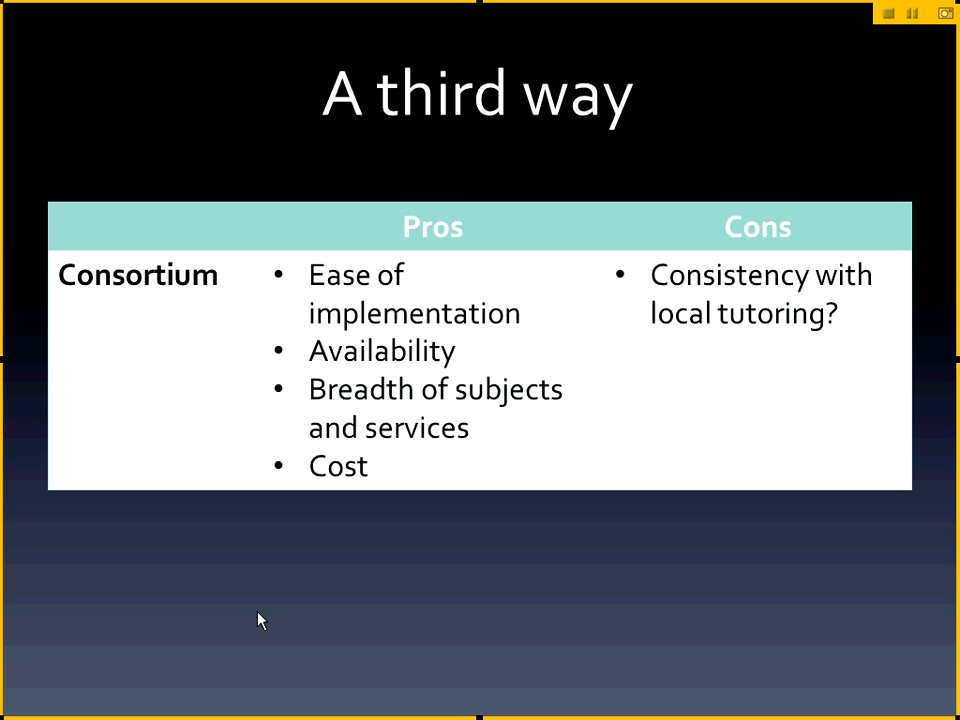 A third way
Pros
Cons
Consortium
• Ease of
implementation
• Availability
• Breadth of subjects
and services
• Cost
• Consistency with
local tutoring?